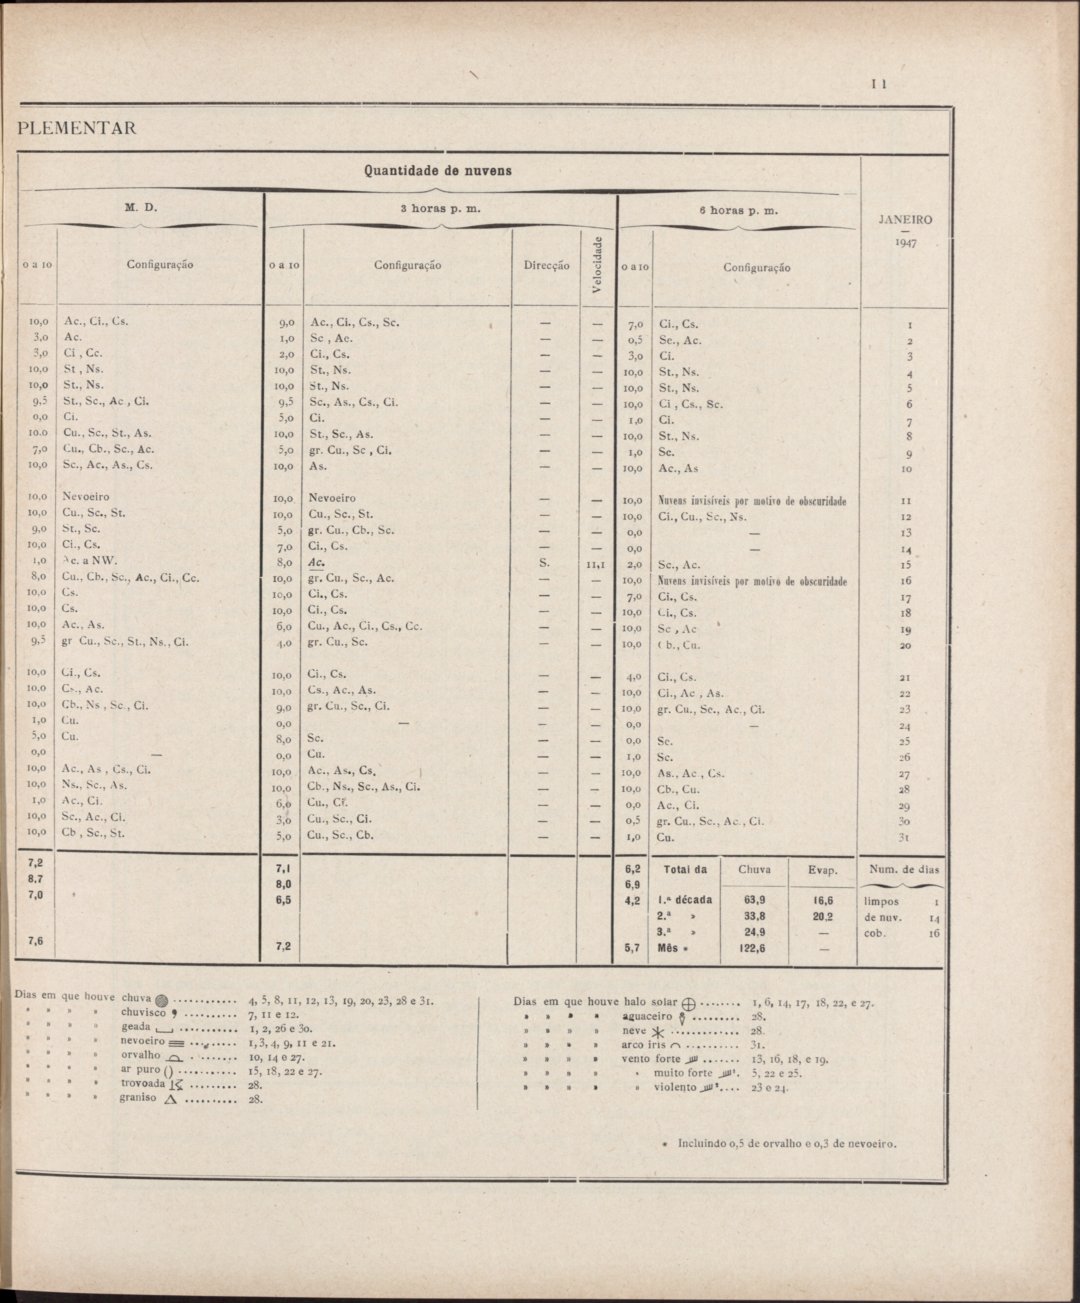 11
PLEMENTAR
Quantidade de nuvens
M. D. 3 horas p. m. 6 horas p. m. JANEIRO — 1947
0 a 10 Configuração 0 a 10 Configuração Direcção Velocidade 0 a 10 Configuração
10,0 Ac., Ci., Cs. 9,0 Ac., Ci., Cs., Sc. — — 7,0 Ci., Cs. 1
3,0 Ac. 1,0 Sc , Ac. — — 0,5 Sc., Ac. 2
3,0 Ci , Cc. 2,0 Ci., Cs. — — 3,0 Ci. 3
10,0 St , Ns. 10,0 St., Ns. — — 10,0 St., Ns. 4
10,0 St., Ns. 10,0 St., Ns. — — 10,0 St., Ns. 5
9,5 St., Sc., Ac , Ci. 9,5 Sc., As., Cs., Ci. — — 10,0 Ci , Cs., Sc. 6
0,0 Ci. 5,0 Ci. — — 1,0 Ci. 7
10.0 Cu., Sc., St., As. 10,0 St., Sc., As. — — 10,0 St., Ns. 8
7,0 Cu., Cb., Sc., Ac. 5,0 gr. Cu., Sc , Ci. — — 1,0 Sc. 9
10,0 Sc., Ac., As., Cs. 10,0 As. — — 10,0 Ac., As 10
10,0 Nevoeiro 10,0 Nevoeiro — — 10,0 Nuvens invisíveis por motivo de obscuridade 11
10,0 Cu., Sc., St. 10,0 Cu., Sc., St. — — 10,0 Ci., Cu., Sc., Ns. 12
9,0 St., Sc. 5,0 gr. Cu., Cb., Sc. — — 0,0 — 13
10,0 Ci., Cs. 7,0 Ci., Cs. — — 0,0 — 14
1,0 Ac. a NW. 8,0 Ac. S. 11,1 2,0 Sc., Ac. 15
8,0 Cu., Cb., Sc., Ac., Ci., Cc. 10,0 gr. Cu., Sc., Ac. — — 10,0 Nuvens invisíveis por motivo de obscuridade 16
10,0 Cs. 10,0 Ci., Cs. — — 7,0 Ci., Cs. 17
10,0 Cs. 10,0 Ci., Cs. — — 10,0 Ci., Cs. 18
10,0 Ac., As. 6,0 Cu., Ac., Ci., Cs., Cc. — — 10,0 Sc , Ac 19
9,5 gr Cu., Sc., St., Ns., Ci. 4,0 gr. Cu., Sc. — — 10,0 Cb., Cu. 20
10,0 Ci., Cs. 10,0 Ci., Cs. — — 4,0 Ci., Cs. 21
10,0 Cs., Ac. 10,0 Cs., Ac., As. — — 10,0 Ci., Ac , As. 22
10,0 Cb., Ns , Sc., Ci. 9,0 gr. Cu., Sc., Ci. — — 10,0 gr. Cu., Sc., Ac., Ci. 23
1,0 Cu. 0,0 — — — 0,0 — 24
5,0 Cu. 8,0 Sc. — — 0,0 Sc. 25
0,0 — 0,0 Cu. — — 1,0 Sc. 26
10,0 Ac., As , Cs., Ci. 10,0 Ac., As., Cs. — — 10,0 As., Ac , Cs. 27
10,0 Ns., Sc., As. 10,0 Cb., Ns., Sc., As., Ci. — — 10,0 Cb., Cu. 28
1,0 Ac., Ci. 6,0 Cu., Ci. — — 0,0 Ac., Ci. 29
10,0 Sc., Ac., Ci. 3,0 Cu., Sc., Ci. — — 0,5 gr. Cu., Sc., Ac., Ci. 30
10,0 Cb , Sc., St. 5,0 Cu., Sc., Cb. — — 1,0 Cu. 31
7,2 7,1 6,2 Total da Chuva Evap. Num. de dias
8,7 8,0 6,9
7,0 6,5 4,2 1.ª década 63,9 16,6 limpos 1
2.ª » 33,8 20,2 de nuv. 14
3.ª » 24,9 — cob. 16
7,6 7,2 5,7 Mês * 122,6 —
Dias em que houve chuva ............ 4, 5, 8, 11, 12, 13, 19, 20, 23, 28 e 31.
» » » » chuvisco .......... 7, 11 e 12.
» » » » geada ............ 1, 2, 26 e 30.
» » » » nevoeiro ........ 1, 3, 4, 9, 11 e 21.
» » » » orvalho ........ 10, 14 e 27.
» » » » ar puro ............ 15, 18, 22 e 27.
» » » » trovoada ......... 28.
» » » » graniso .......... 28.
Dias em que houve halo solar ........ 1, 6, 14, 17, 18, 22, e 27.
» » » » aguaceiro ......... 28.
» » » » neve ............. 28.
» » » » arco iris .......... 31.
» » » » vento forte ....... 13, 16, 18, e 19.
» » » » » muito forte ². 5, 22 e 25.
» » » » » violento ³.... 23 e 24.
* Incluindo 0,5 de orvalho e 0,3 de nevoeiro.